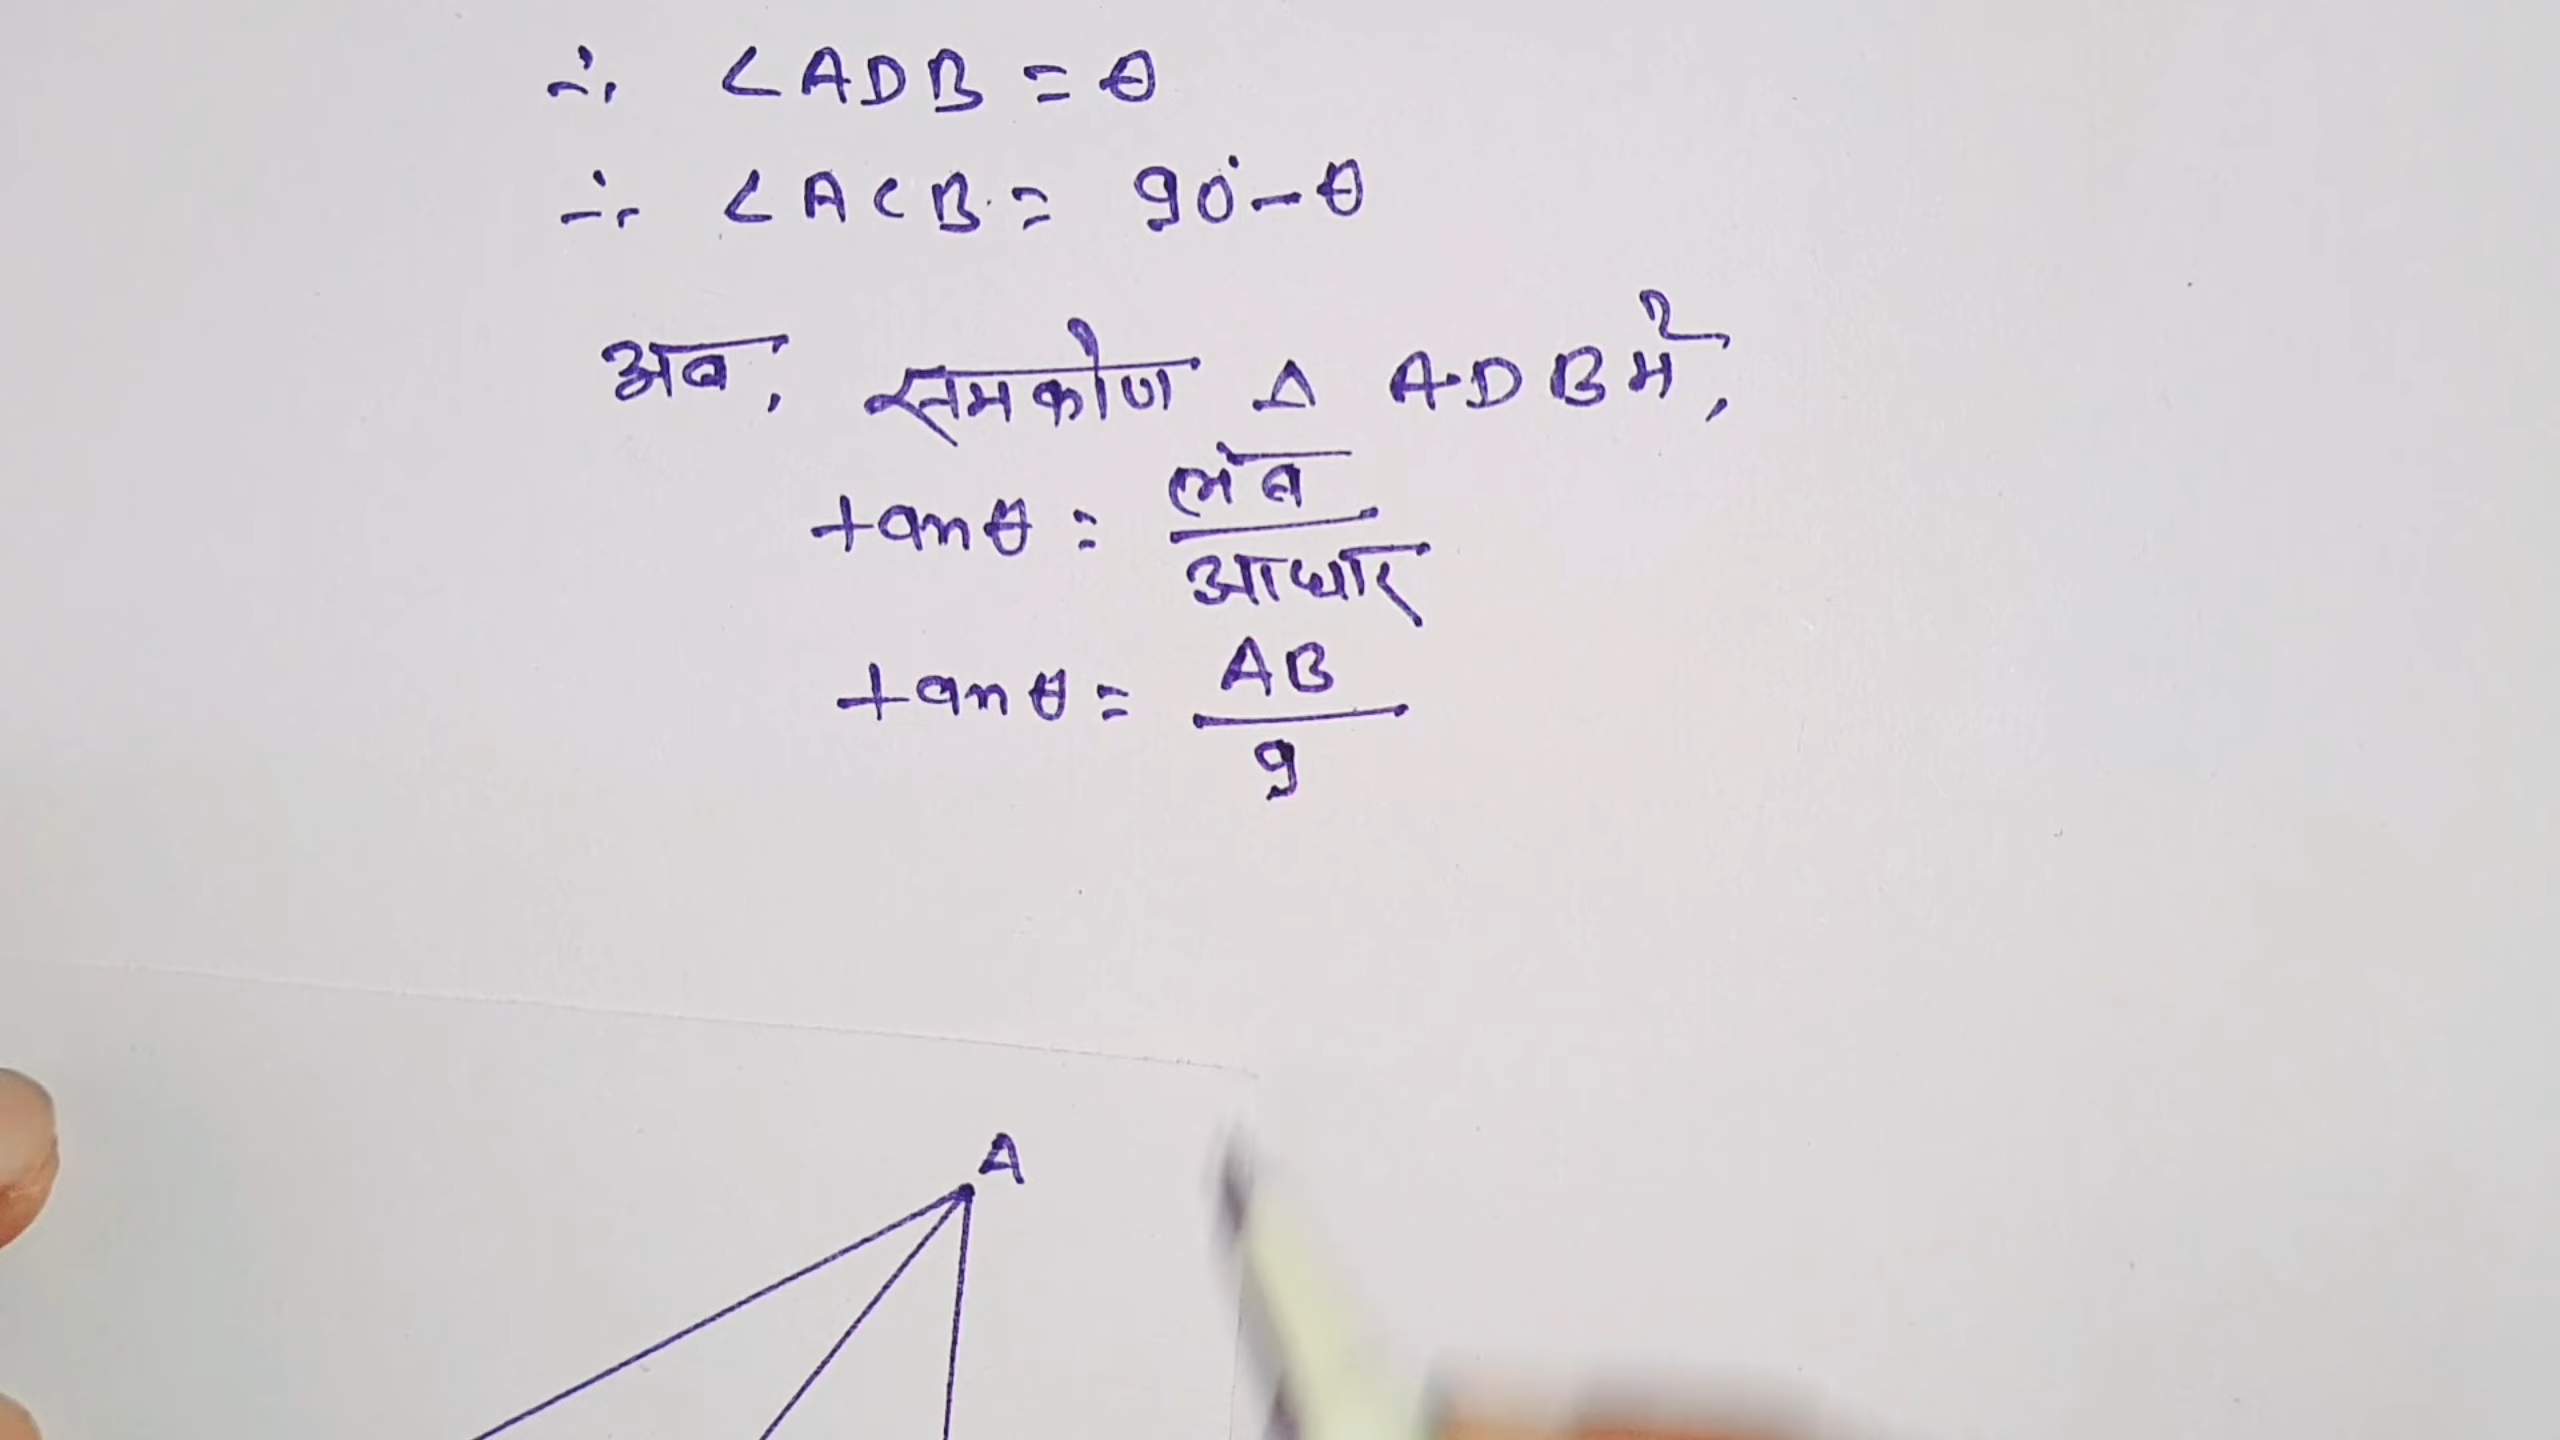 ∴ ∠ADB = θ
∴ ∠ACB = 90° - θ
अब, समकोण △ ADB में,
tanθ = लंब / आधार
tanθ = AB / 9
A